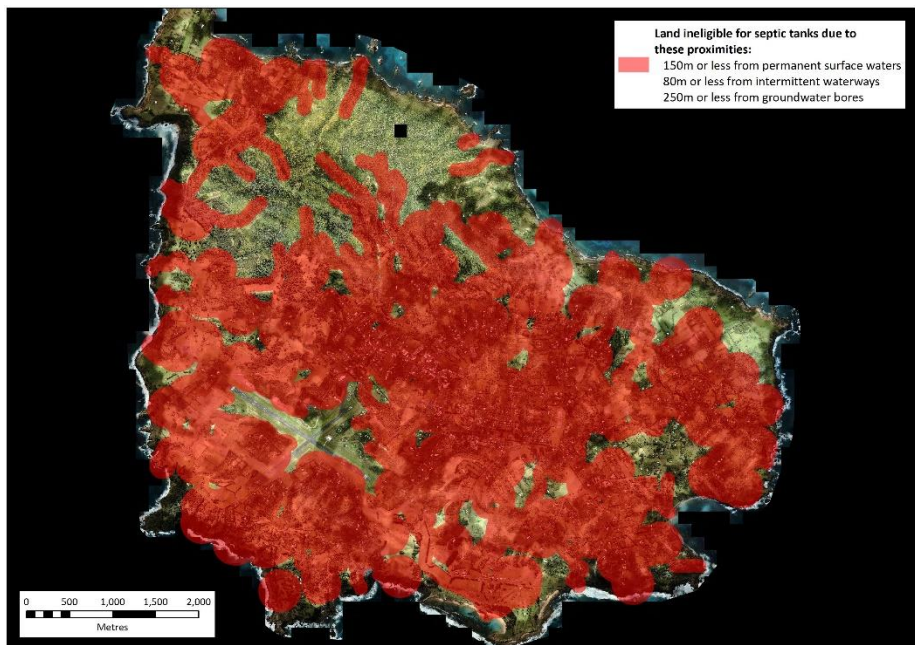 Land ineligible for septic tanks due to
these proximities:
150m or less from permanent surface waters
80m or less from intermittent waterways
250m or less from groundwater bores
0 500 1,000 1,500 2,000
Metres